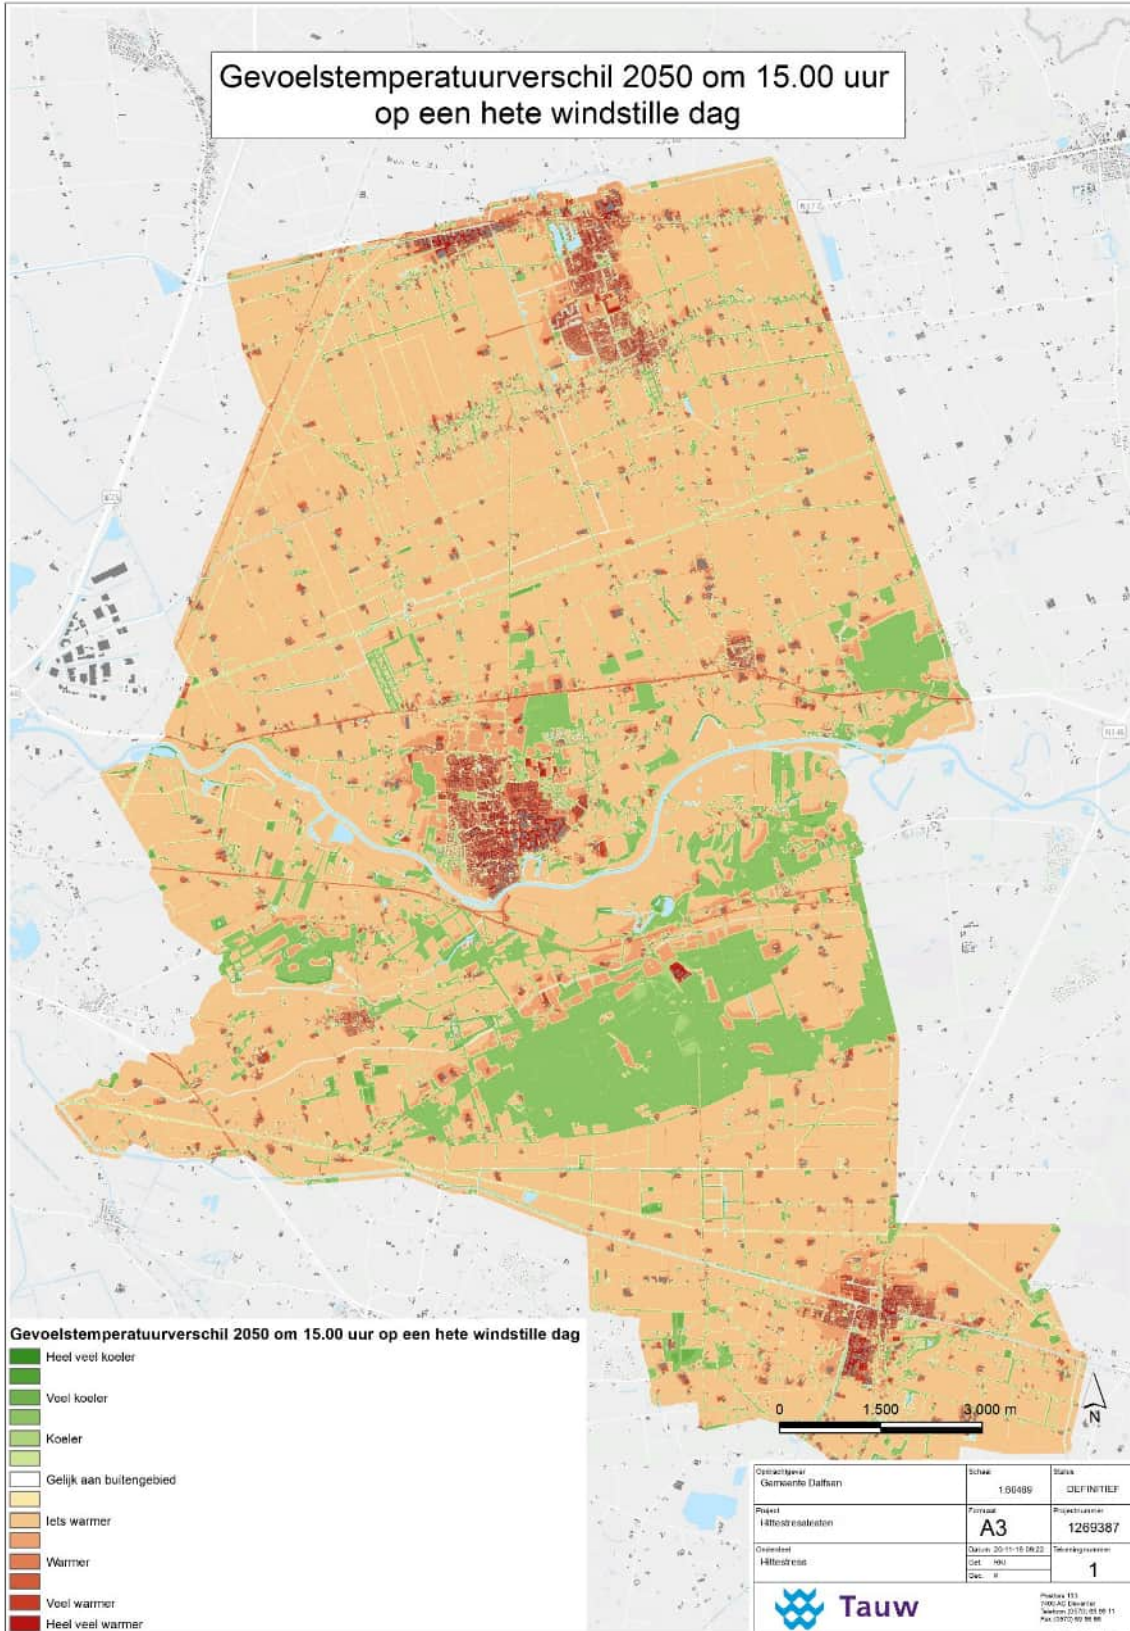 Gevoelstemperatuurverschil 2050 om 15.00 uur
op een hete windstille dag
N377
Gevoelstemperatuurverschil 2050 om 15.00 uur op een hete windstille dag
Heel veel koeler
Veel koeler
Koeler
Gelijk aan buitengebied
Iets warmer
Warmer
Veel warmer
Heel veel warmer
0 1.500 3.000 m
N
Opdrachtgever
Gemeente Dalfsen
Schaal
1:66489
Status
DEFINITIEF
Project
Hittestresstesten
Formaat
A3
Projectnummer
1269387
Onderdeel
Hittestress
Tekeningnummer
1
Tauw